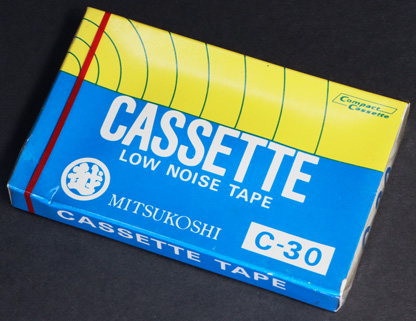 Compact
Cassette
CASSETTE
LOW NOISE TAPE
MITSUKOSHI
C-30
CASSETTE TAPE